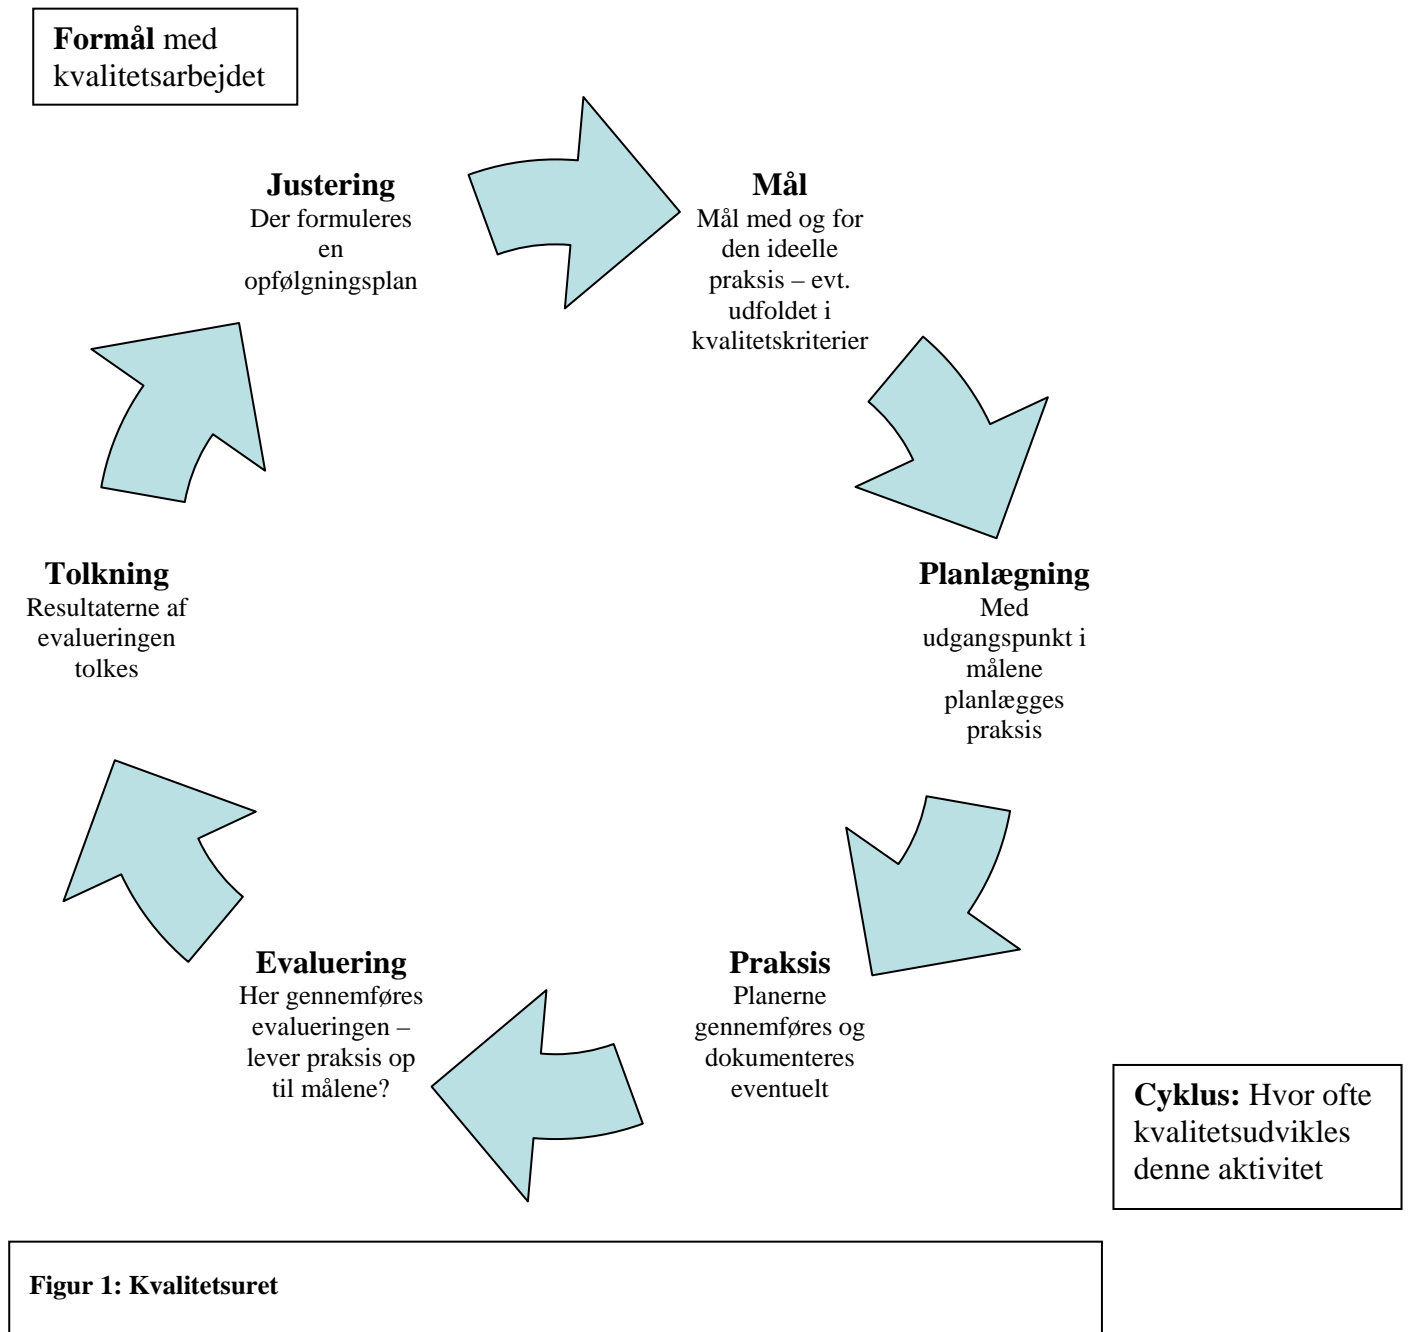 Formål med
kvalitetsarbejdet
Justering
Der formuleres
en
opfølgningsplan
Mål
Mål med og for
den ideelle
praksis – evt.
udfoldet i
kvalitetskriterier
Planlægning
Med
udgangspunkt i
målene
planlægges
praksis
Praksis
Planerne
gennemføres og
dokumenteres
eventuelt
Evaluering
Her gennemføres
evalueringen –
lever praksis op
til målene?
Tolkning
Resultaterne af
evalueringen
tolkes
Cyklus: Hvor ofte
kvalitetsudvikles
denne aktivitet
Figur 1: Kvalitetsuret